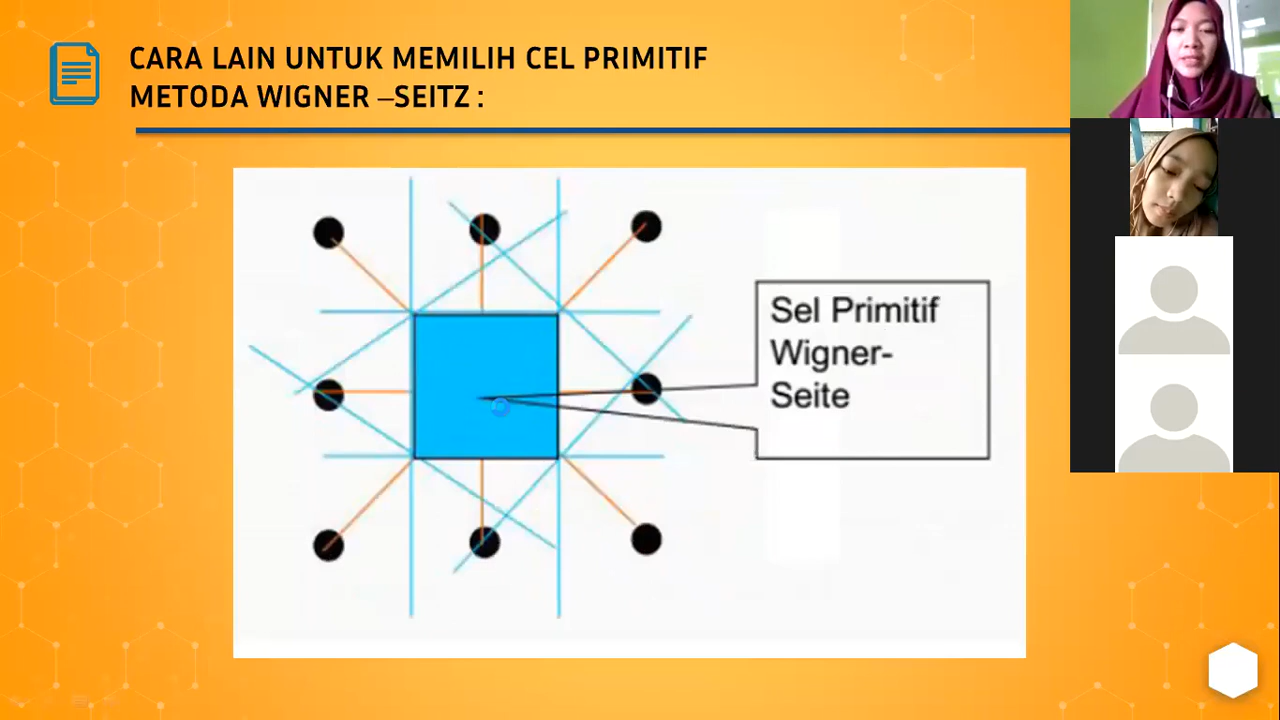 CARA LAIN UNTUK MEMILIH CEL PRIMITIF
METODA WIGNER –SEITZ :
Sel Primitif
Wigner-
Seite